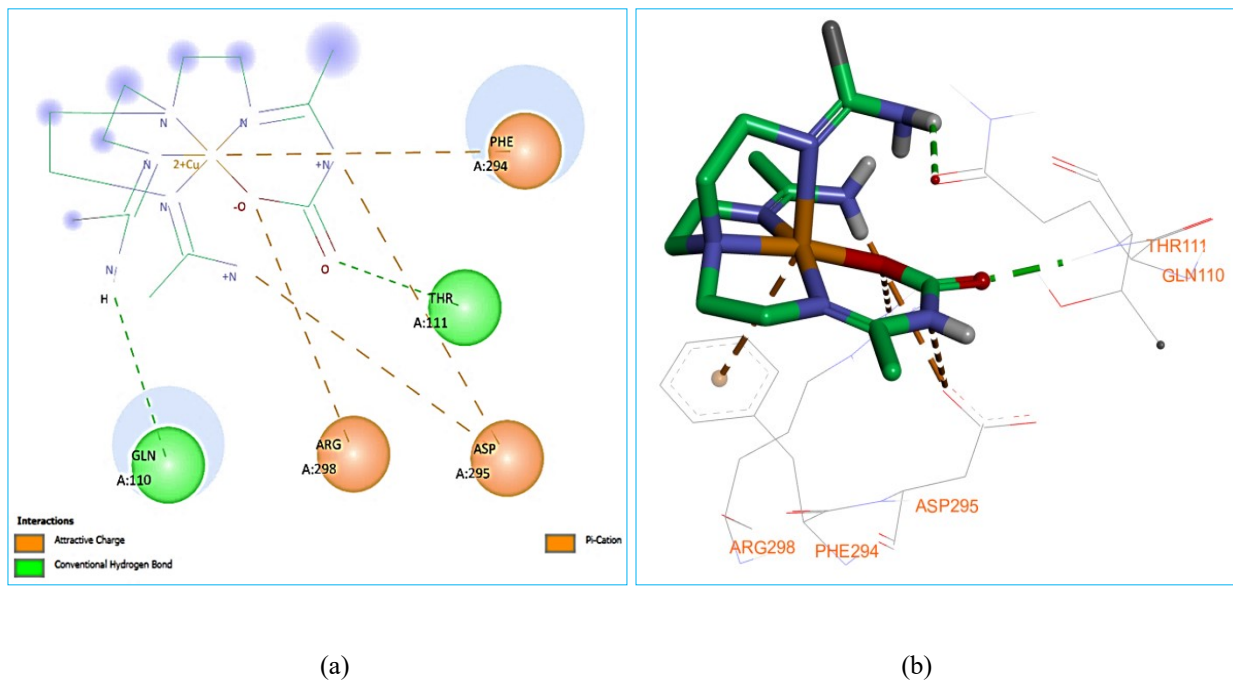 N
N
N
2+Cu
+N
PHE
A:294
N
-O
O
N
+N
H
THR
A:111
GLN
A:110
ARG
A:298
ASP
A:295
Interactions
Attractive Charge
Conventional Hydrogen Bond
Pi-Cation
THR111
GLN110
ASP295
ARG298
PHE294
(a)
(b)